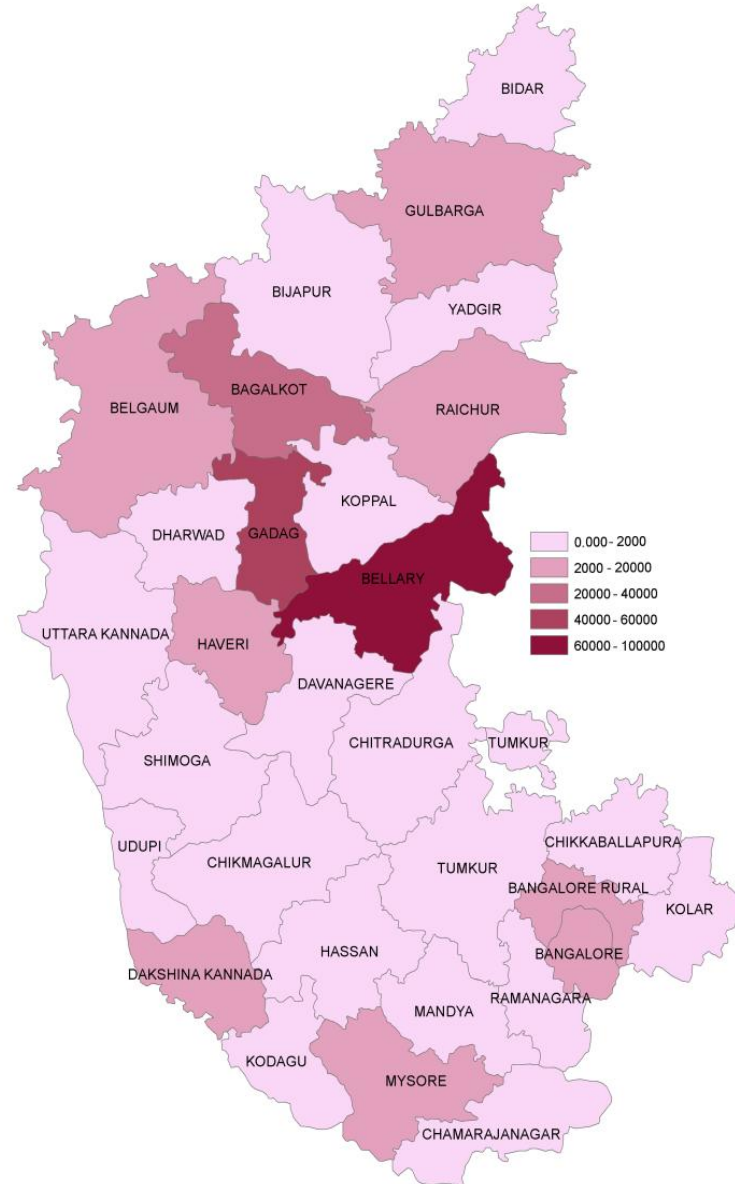 BIDAR
GULBARGA
BIJAPUR
YADGIR
BAGALKOT
BELGAUM
RAICHUR
KOPPAL
DHARWAD
GADAG
0.000 - 2000
2000 - 20000
20000 - 40000
40000 - 60000
60000 - 100000
BELLARY
UTTARA KANNADA
HAVERI
DAVANAGERE
CHITRADURGA
TUMKUR
SHIMOGA
UDUPI
CHIKMAGALUR
TUMKUR
CHIKKABALLAPURA
BANGALORE RURAL
KOLAR
HASSAN
BANGALORE
DAKSHINA KANNADA
RAMANAGARA
MANDYA
KODAGU
MYSORE
CHAMARAJANAGAR